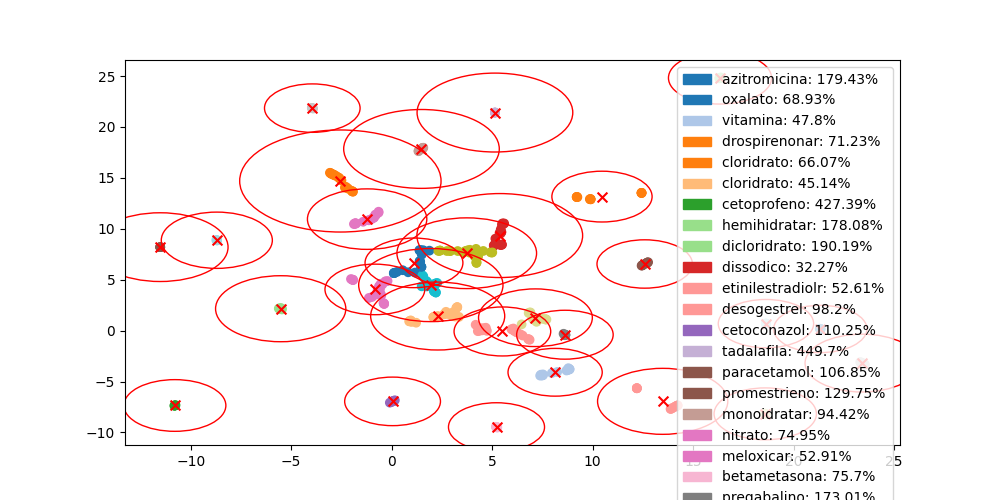 25
20
15
10
5
0
−5
−10
−10
−5
0
5
10
15
20
25
azitromicina: 179.43%
oxalato: 68.93%
vitamina: 47.8%
drospirenonar: 71.23%
cloridrato: 66.07%
cloridrato: 45.14%
cetoprofeno: 427.39%
hemihidratar: 178.08%
dicloridrato: 190.19%
dissodico: 32.27%
etinilestradiolr: 52.61%
desogestrel: 98.2%
cetoconazol: 110.25%
tadalafila: 449.7%
paracetamol: 106.85%
promestrieno: 129.75%
monoidratar: 94.42%
nitrato: 74.95%
meloxicar: 52.91%
betametasona: 75.7%
pregabalino: 173.01%